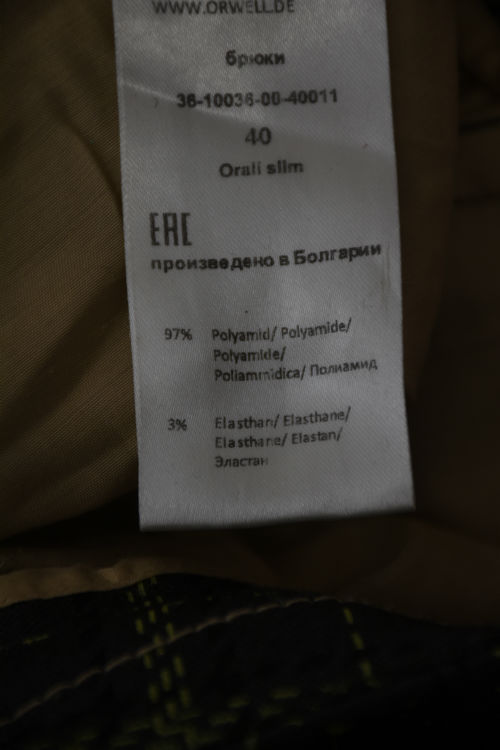 WWW.ORWELL.DE
брюки
36-10036-00-40011
40
Orali slim
EAC
произведено в Болгарии
97% Polyamid/ Polyamide/
Polyamide/
Poliammidica/ Полиамид
3% Elasthan/ Elasthane/
Elasthane/ Elastan/
Эластан